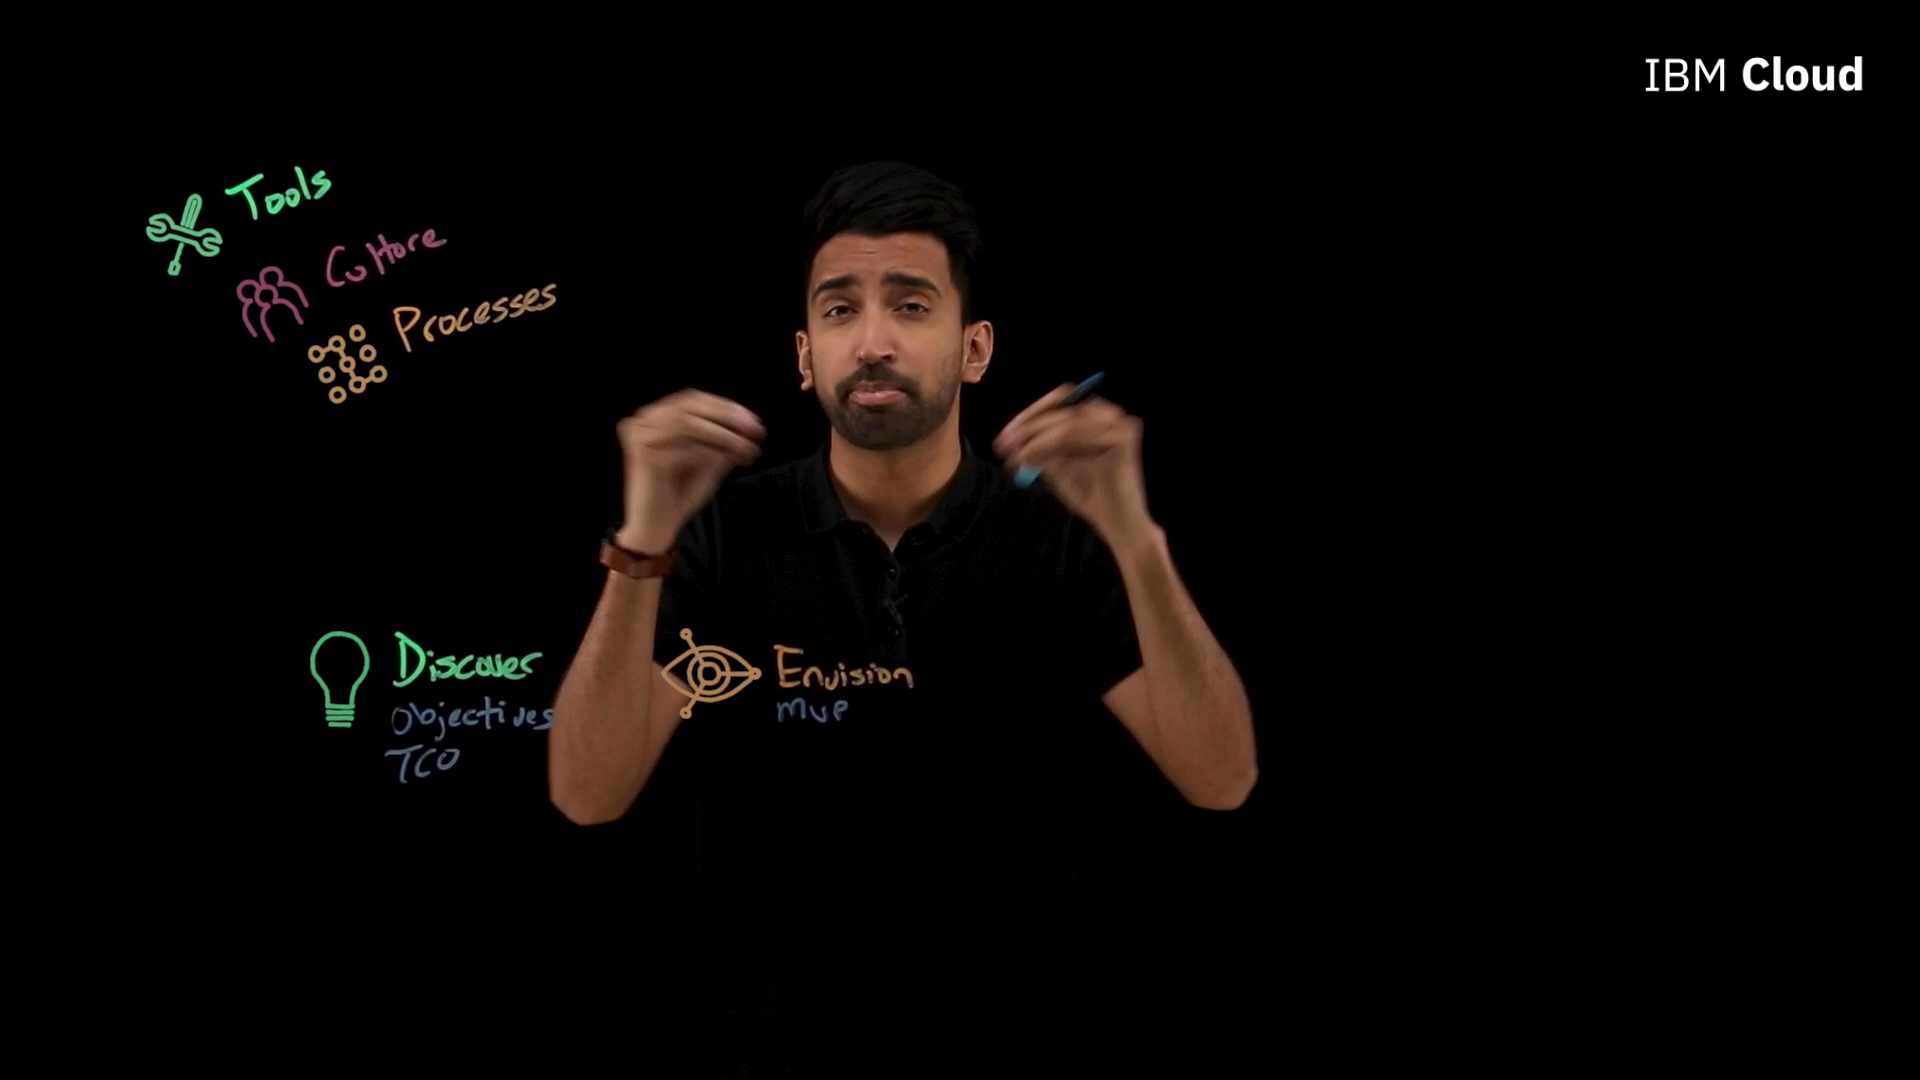 IBM Cloud
Tools
Culture
Processes
Discover
Objectives
TCO
Envision
MVP